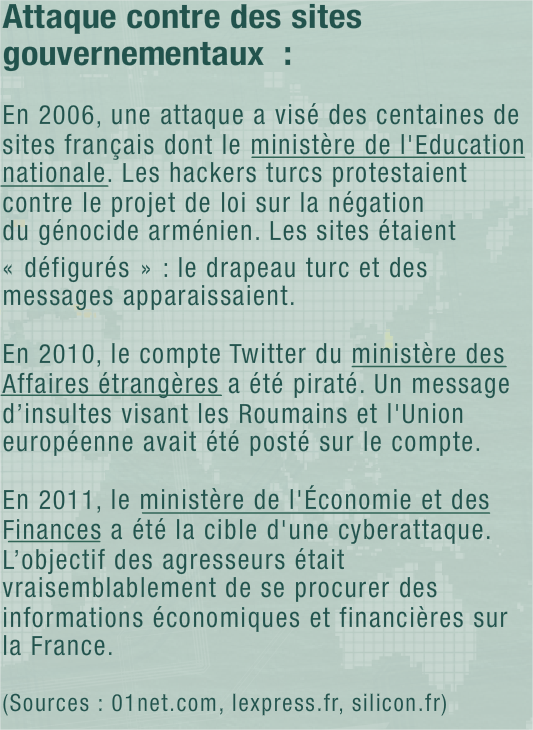 Attaque contre des sites
gouvernementaux  :
En 2006, une attaque a visé des centaines de
sites français dont le ministère de l'Education
nationale. Les hackers turcs protestaient
contre le projet de loi sur la négation
du génocide arménien. Les sites étaient
« défigurés » : le drapeau turc et des
messages apparaissaient.
En 2010, le compte Twitter du ministère des
Affaires étrangères a été piraté. Un message
d’insultes visant les Roumains et l'Union
européenne avait été posté sur le compte.
En 2011, le ministère de l'Économie et des
Finances a été la cible d'une cyberattaque.
L’objectif des agresseurs était
vraisemblablement de se procurer des
informations économiques et financières sur
la France.
(Sources : 01net.com, lexpress.fr, silicon.fr)